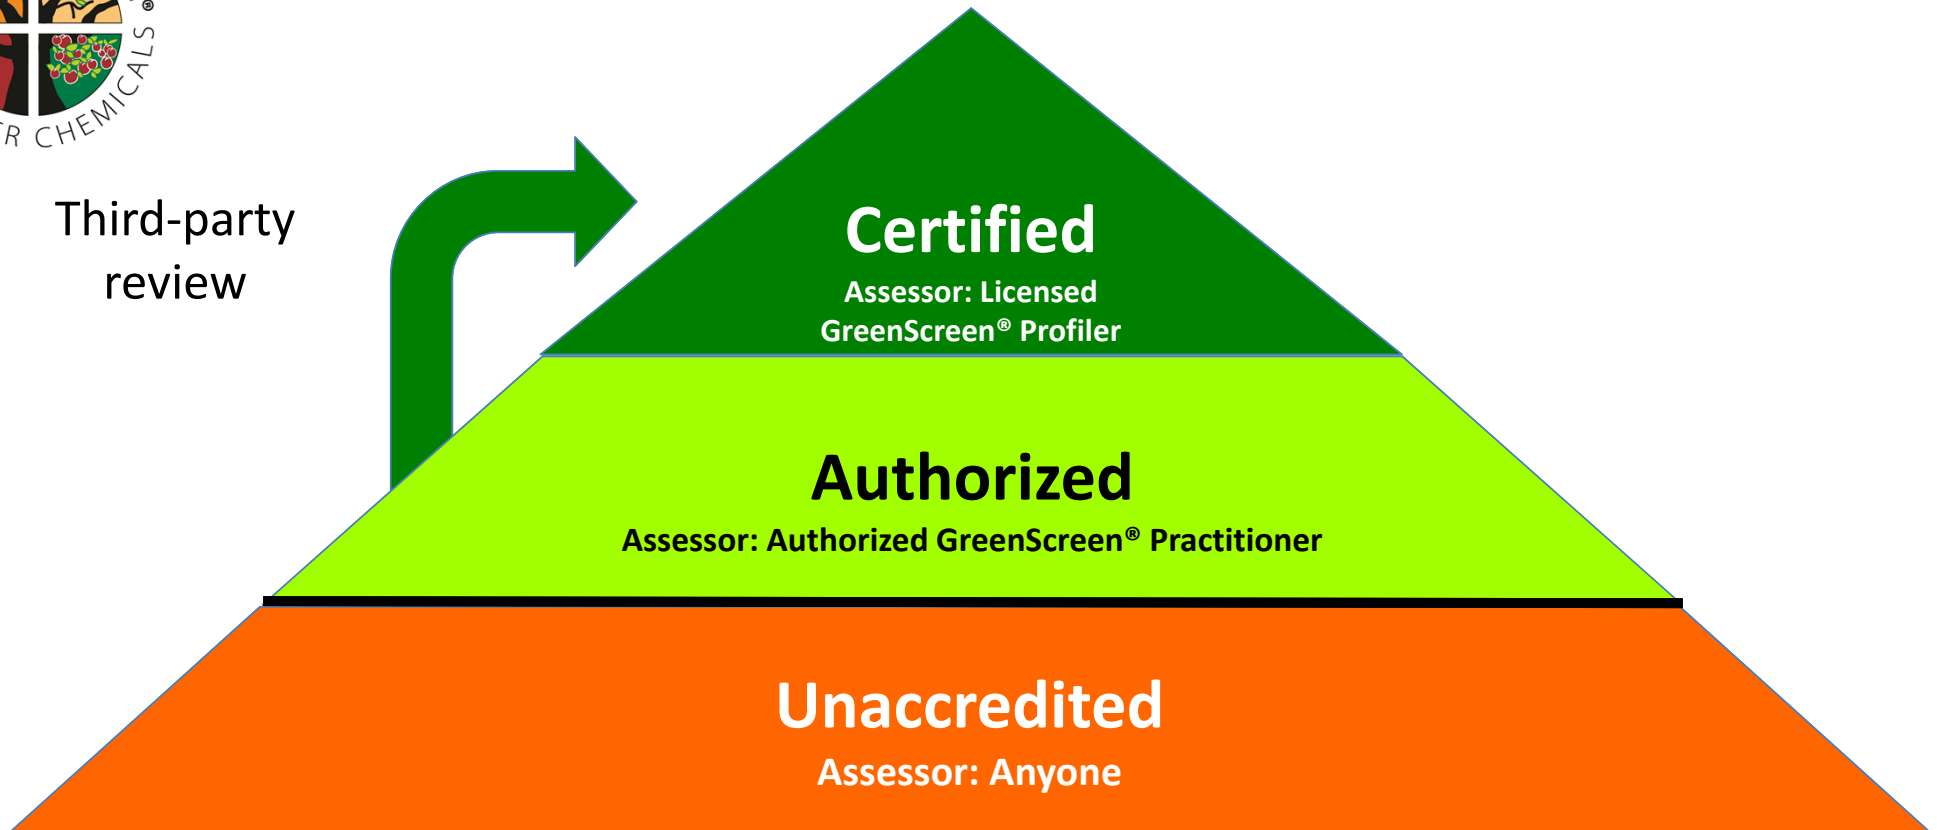 CHEMICALS®
Third-party
review
Certified
Assessor: Licensed
GreenScreen® Profiler
Authorized
Assessor: Authorized GreenScreen® Practitioner
Unaccredited
Assessor: Anyone